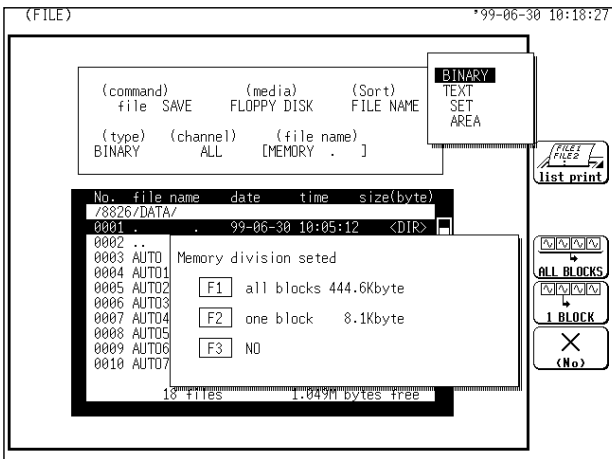 (FILE) '99-06-30 10:18:27
BINARY
TEXT
SET
AREA
(command) (media) (Sort)
file SAVE FLOPPY DISK FILE NAME
(type) (channel) (file name)
BINARY ALL [MEMORY . ]
FILE1
FILE2
list print
No. file name date time size(byte)
/8826/DATA/
0001 . . 99-06-30 10:05:12 <DIR>
0002 ..
0003 AUTO
0004 AUTO1
0005 AUTO2
0006 AUTO3
0007 AUTO4
0008 AUTO5
0009 AUTO6
0010 AUTO7
Memory division seted
F1 all blocks 444.6Kbyte
F2 one block 8.1Kbyte
F3 NO
18 files 1.049M bytes free
ALL BLOCKS
1 BLOCK
(No)